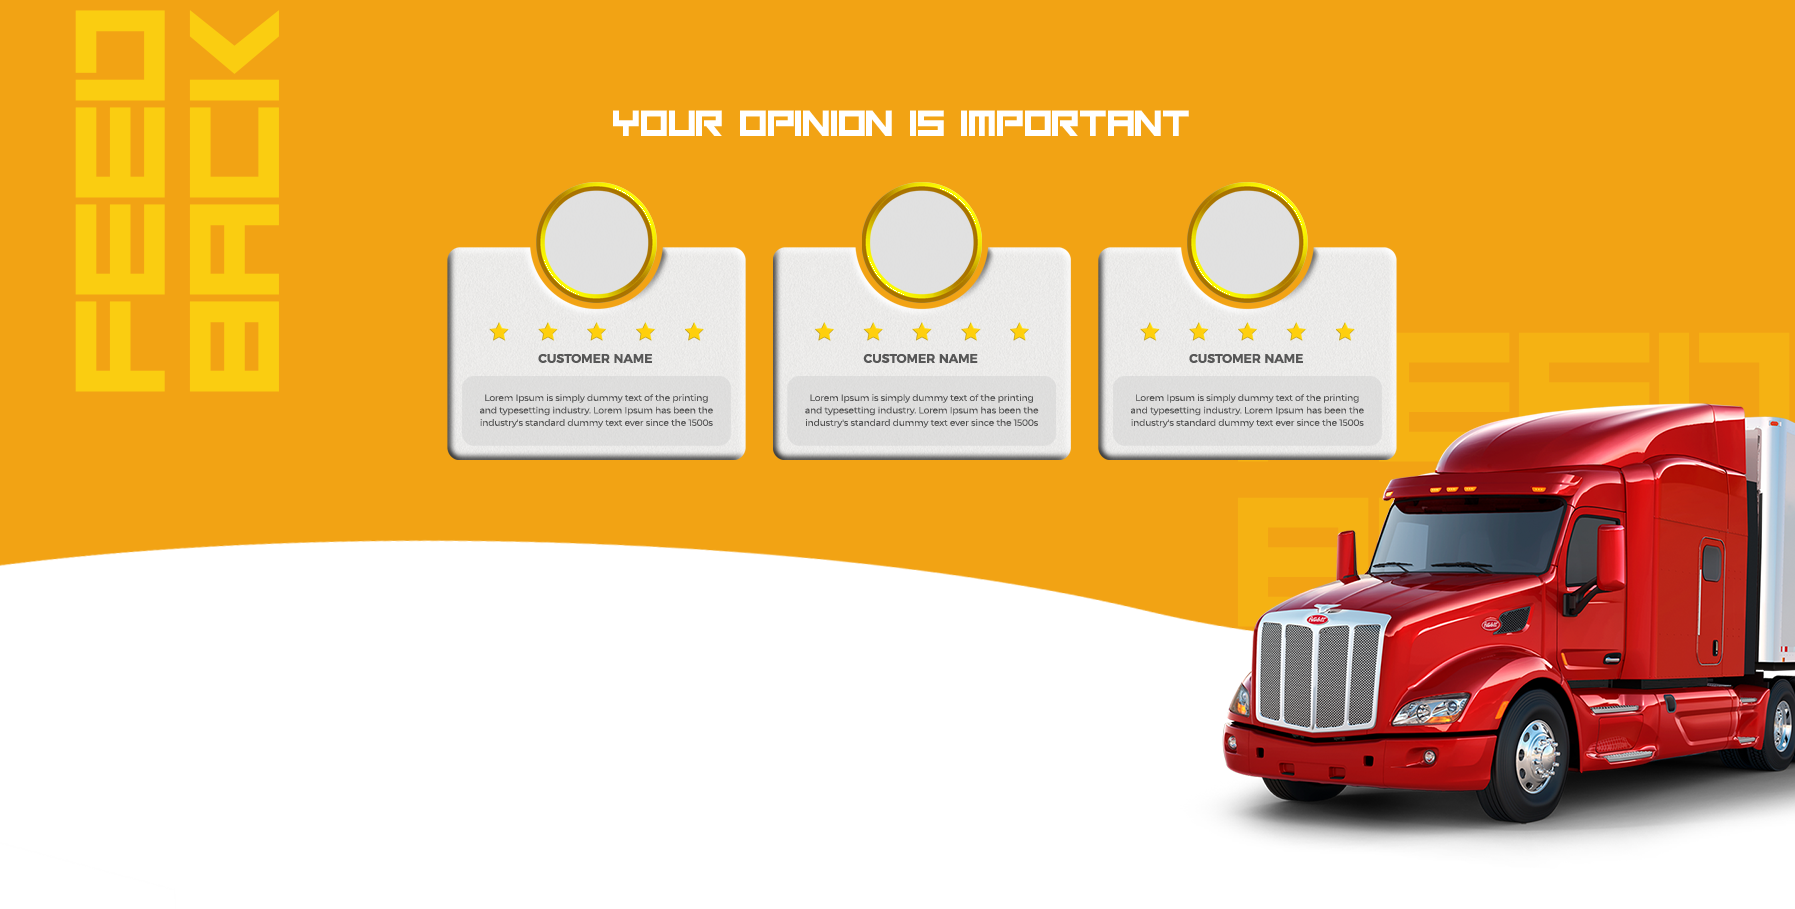 FEED
BACK
YOUR OPINION IS IMPORTANT
CUSTOMER NAME
Lorem Ipsum is simply dummy text of the printing
and typesetting industry. Lorem Ipsum has been the
industry's standard dummy text ever since the 1500s
CUSTOMER NAME
Lorem Ipsum is simply dummy text of the printing
and typesetting industry. Lorem Ipsum has been the
industry's standard dummy text ever since the 1500s
CUSTOMER NAME
Lorem Ipsum is simply dummy text of the printing
and typesetting industry. Lorem Ipsum has been the
industry's standard dummy text ever since the 1500s